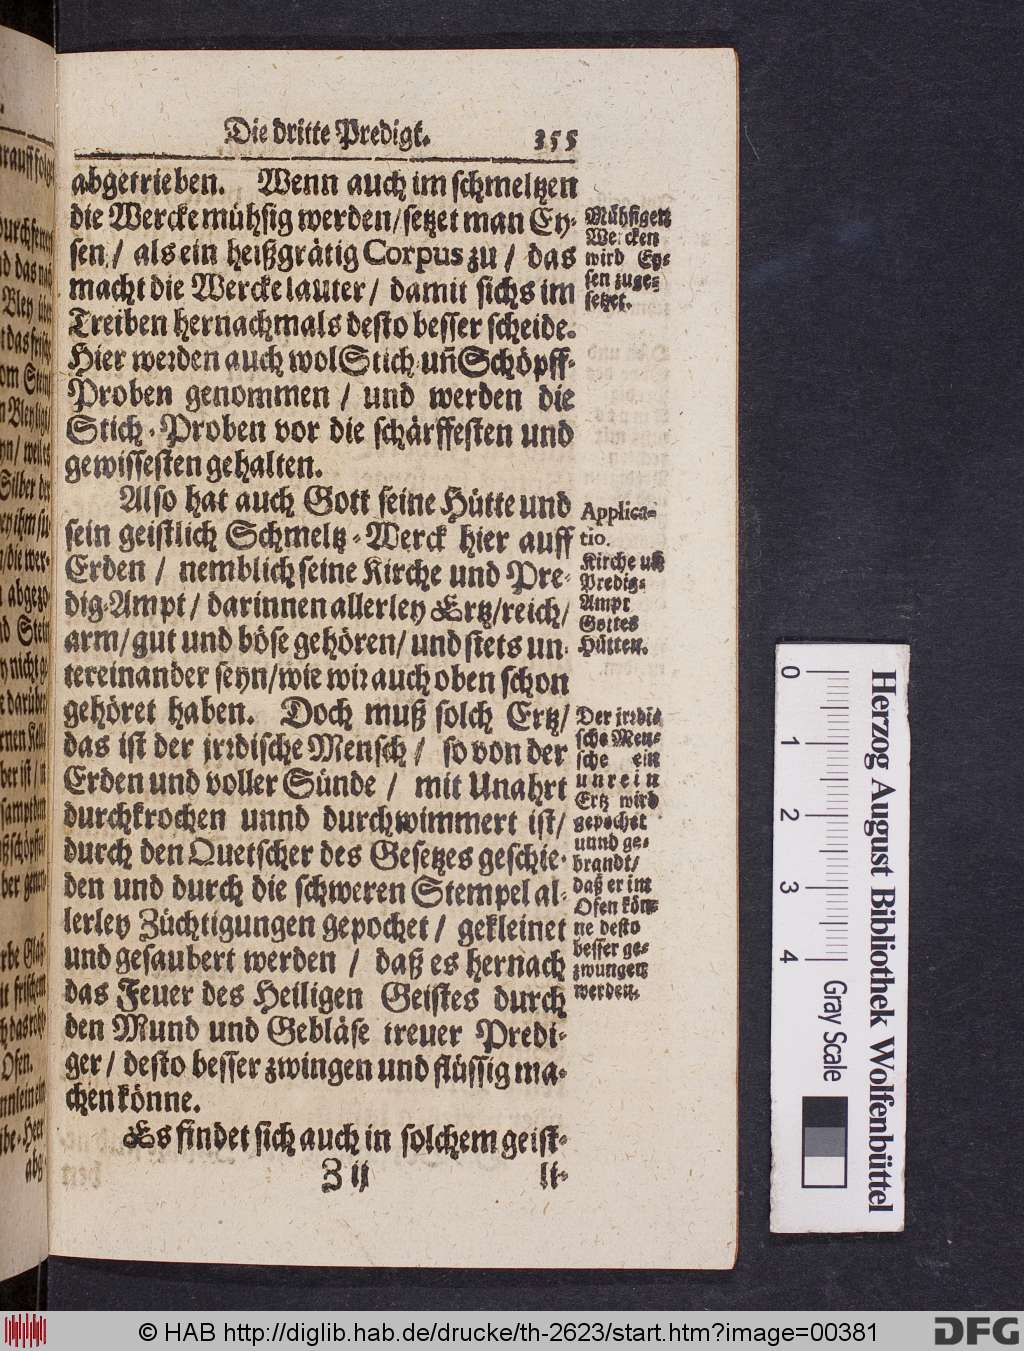 Die dritte Predigt. 355
abgetrieben. Wenn auch im schmeltzen
die Wercke mühsig werden/ setzet man Ey-
sen/ als ein heißgrätig Corpus zu/ das
macht die Wercke lauter/ damit sichs im
Treiben hernachmals desto besser scheide.
Hier werden auch wol Stich- uñ Schöpff-
Proben genommen/ und werden die
Stich-Proben vor die schärffesten und
gewissesten gehalten.
Also hat auch Gott seine Hütte und
sein geistlich Schmeltz-Werck hier auff
Erden/ nemblich seine Kirche und Pre-
dig-Ampt/ darinnen allerley Ertz/ reich/
arm/ gut und böse gehören/ und stets un-
tereinander seyn/ wie wir auch oben schon
gehöret haben. Doch muß solch Ertz/
das ist der jrrdische Mensch/ so von der
Erden und voller Sünde/ mit Unahrt
durchkrochen unnd durchwimmert ist/
durch den Quetscher des Gesetzes geschie-
den und durch die schweren Stempel al-
lerley Züchtigungen gepochet/ gekleinet
und gesaubert werden/ daß es hernach
das Feuer des Heiligen Geistes durch
den Mund und Gebläse treuer Predi-
ger/ desto besser zwingen und flüssig ma-
chen könne.
Es findet sich auch in solchem geist-
Z ij li-
Mühsigen
Wercken
wird Ey-
sen zuge-
setzet.
Applica-
tio.
Kirche uñ
Predig-
Ampt
Gottes
Hütten.
Der jrrdi-
sche Men-
sche ein
unrein
Ertz wird
gepochet
unnd ge-
brandt/
daß er im
Ofen kön-
ne desto
besser ge-
zwungen
werden.
0 1 2 3 4
Herzog August Bibliothek Wolfenbüttel
Gray Scale
© HAB http://diglib.hab.de/drucke/th-2623/start.htm?image=00381
DFG